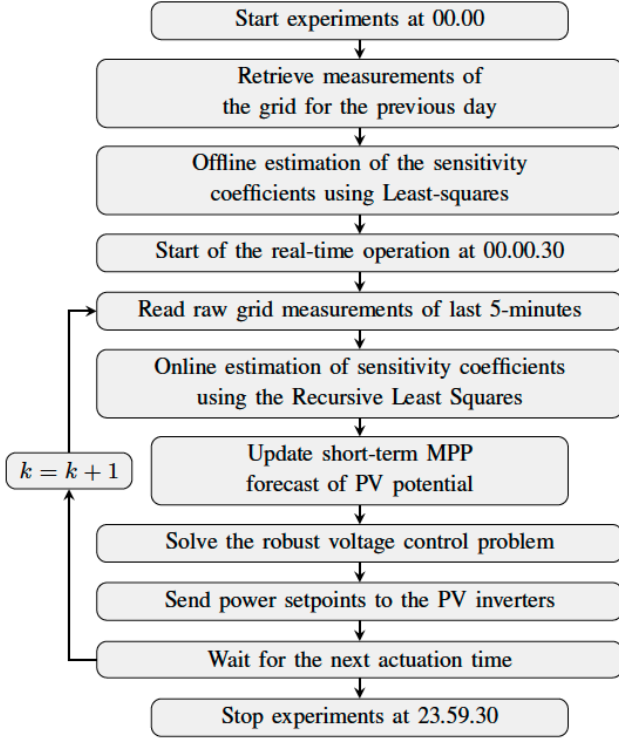 Start experiments at 00.00
Retrieve measurements of
the grid for the previous day
Offline estimation of the sensitivity
coefficients using Least-squares
Start of the real-time operation at 00.00.30
Read raw grid measurements of last 5-minutes
Online estimation of sensitivity coefficients
using the Recursive Least Squares
Update short-term MPP
forecast of PV potential
k = k + 1
Solve the robust voltage control problem
Send power setpoints to the PV inverters
Wait for the next actuation time
Stop experiments at 23.59.30